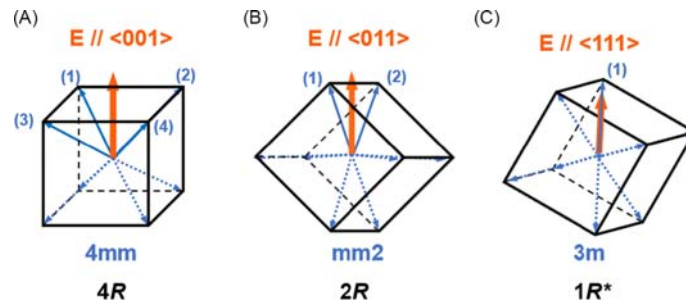 (A)
E // <001>
(1)
(2)
(3)
(4)
4mm
4R
(B)
E // <011>
(1)
(2)
mm2
2R
(C)
E // <111>
(1)
3m
1R*